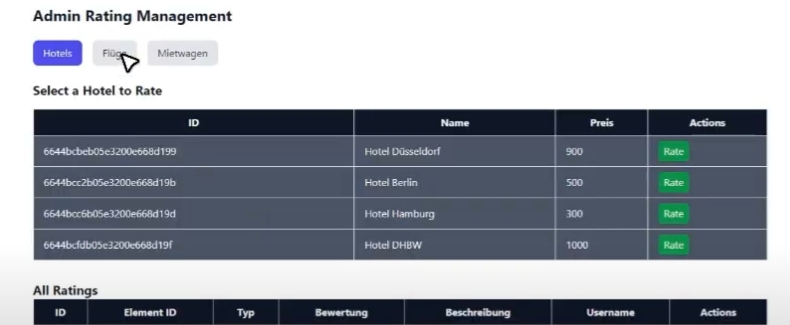 Admin Rating Management
Hotels Flüge Mietwagen
Select a Hotel to Rate
ID Name Preis Actions
6644bcbeb05e3200e668d199 Hotel Düsseldorf 900 Rate
6644bcc2b05e3200e668d19b Hotel Berlin 500 Rate
6644bcc6b05e3200e668d19d Hotel Hamburg 300 Rate
6644bcfdb05e3200e668d19f Hotel DHBW 1000 Rate
All Ratings
ID Element ID Typ Bewertung Beschreibung Username Actions